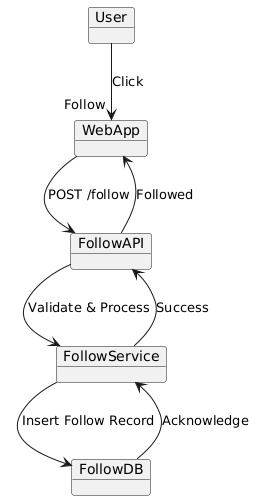 User
Click
Follow
WebApp
POST /follow
Followed
FollowAPI
Validate & Process
Success
FollowService
Insert Follow Record
Acknowledge
FollowDB